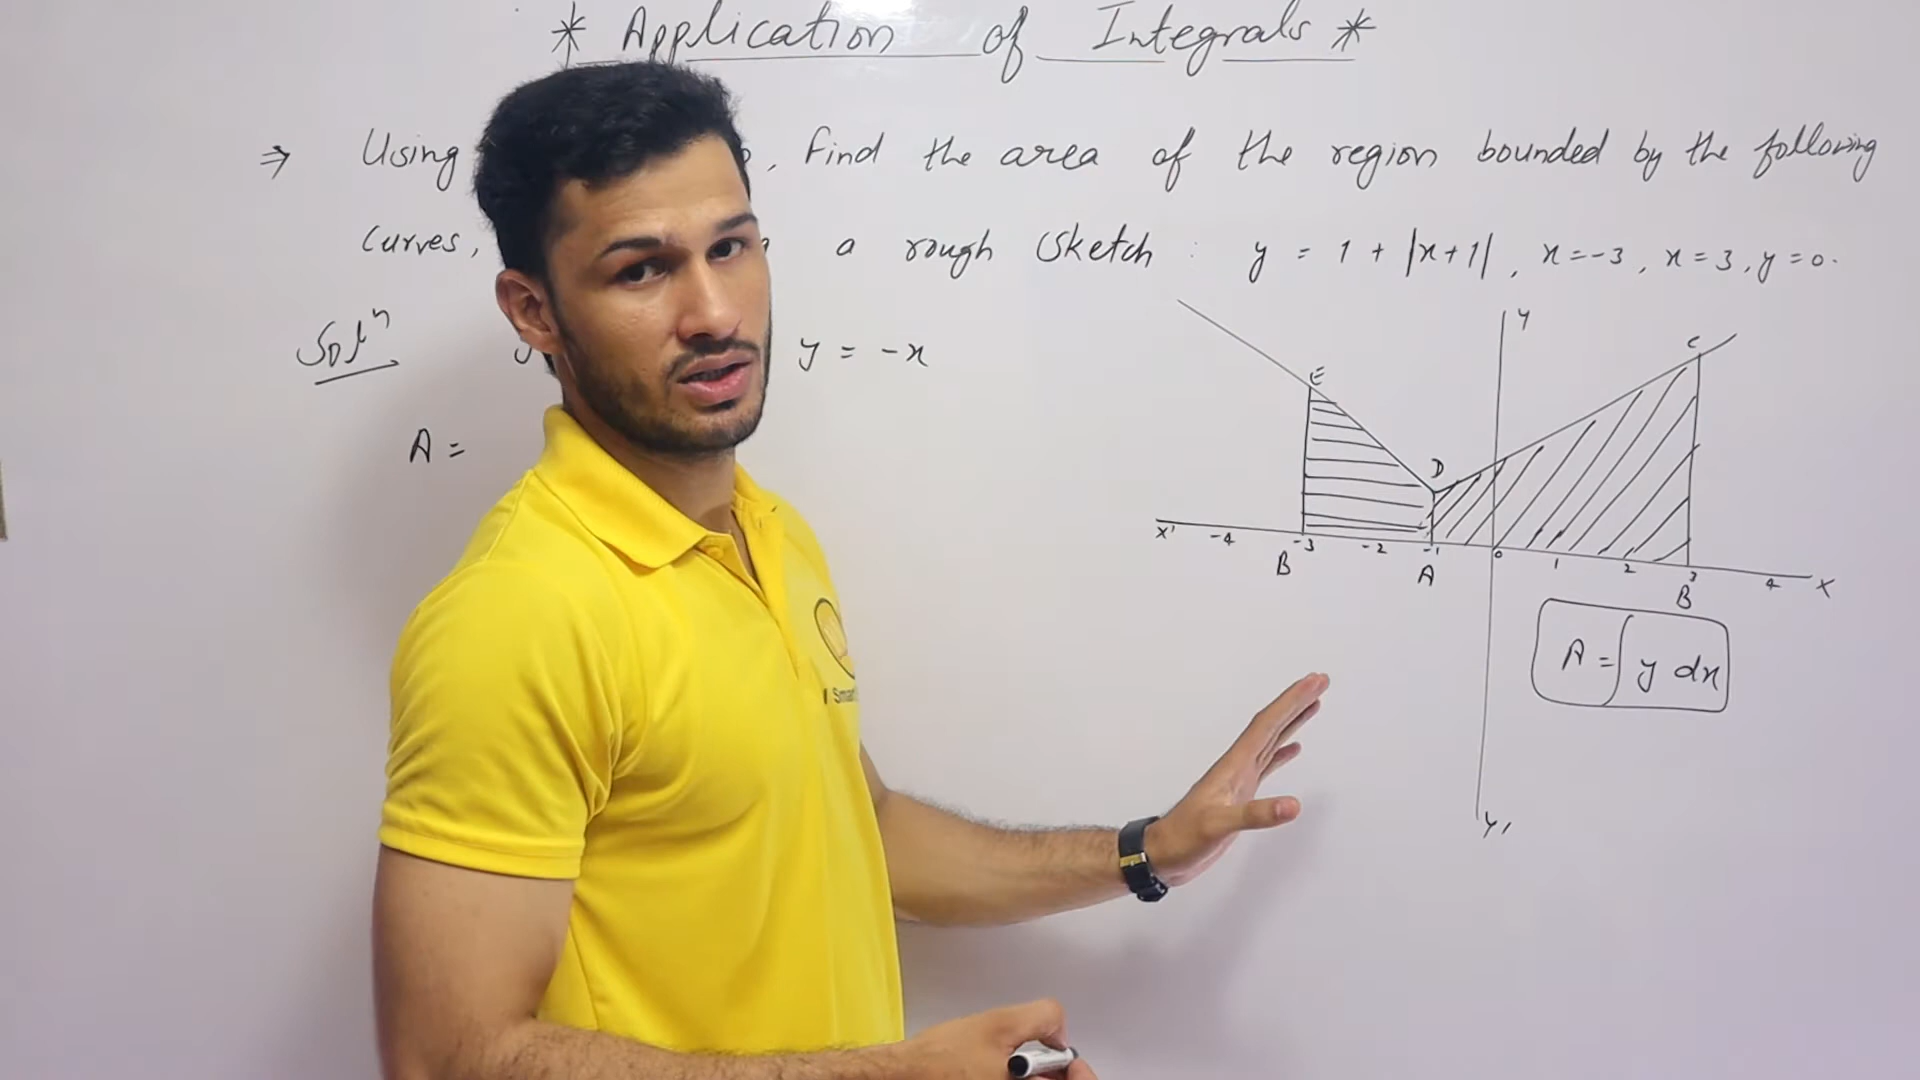 * Application of Integrals *
⇒ Using , Find the area of the region bounded by the following
Curves, a rough Sketch : y = 1 + |x+1| , x = -3 , x = 3 , y = 0.
Solⁿ y = -x
A =
Y
C
E
D
X' -4 -3 -2 -1 0 1 2 3 4 X
B A B
A = ∫ y dx
Y'